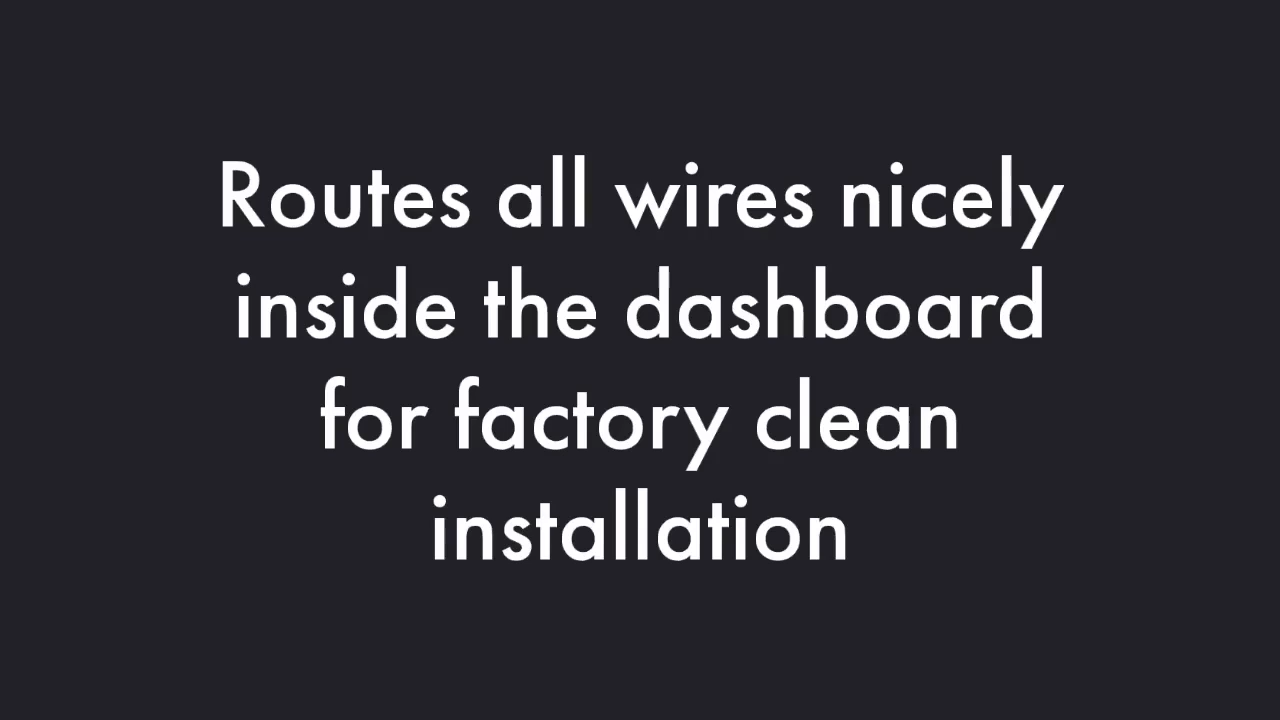 Routes all wires nicely
inside the dashboard
for factory clean
installation